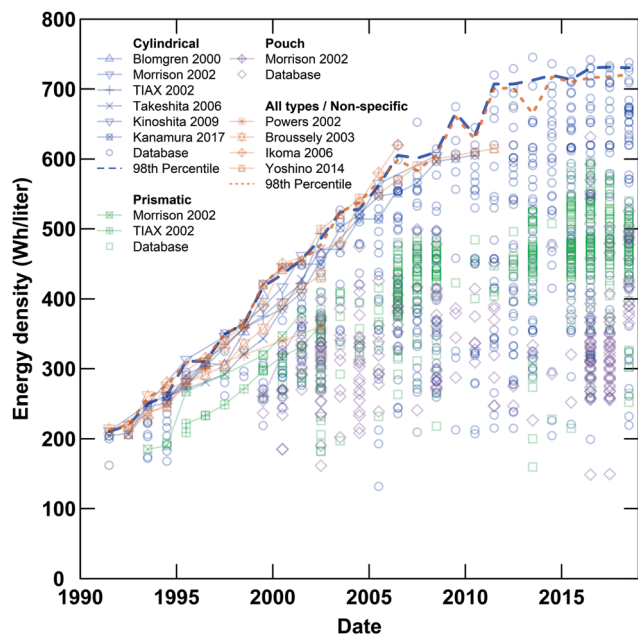 800
700
600
500
400
300
200
100
0
Energy density (Wh/liter)
Cylindrical
Blomgren 2000
Morrison 2002
TIAX 2002
Takeshita 2006
Kinoshita 2009
Kanamura 2017
Database
98th Percentile
Prismatic
Morrison 2002
TIAX 2002
Database
Pouch
Morrison 2002
Database
All types / Non-specific
Powers 2002
Broussely 2003
Ikoma 2006
Yoshino 2014
98th Percentile
1990 1995 2000 2005 2010 2015
Date